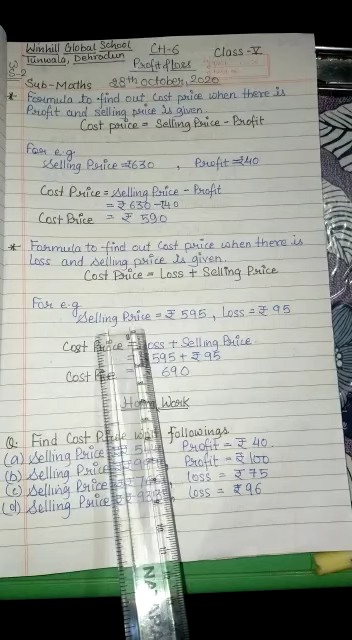 Winhill Global School CH-6 Class-V
Tunwala, Dehradun Profit & loss
S-2
Sub-Maths 28th October, 2020
* Formula to find out Cost price when there is
Profit and selling price is given.
Cost price = Selling Price - Profit
For e.g
Selling Price = ₹630 , Profit = ₹40
Cost Price = Selling Price - Profit
= ₹ 630 - 40
Cost Price = ₹ 590
* Formula to find out Cost price when there is
Loss and Selling price is given.
Cost Price = Loss + Selling Price
For e.g
Selling Price = ₹ 595, Loss = ₹ 95
Cost Price = Loss + Selling Price
595 + ₹ 95
Cost 690
Home Work
Q. Find Cost Price followings
(a) Selling Price Profit = ₹ 40
(b) Selling Price Profit = ₹100
(c) Selling Price loss = ₹75
(d) Selling Price loss = ₹96